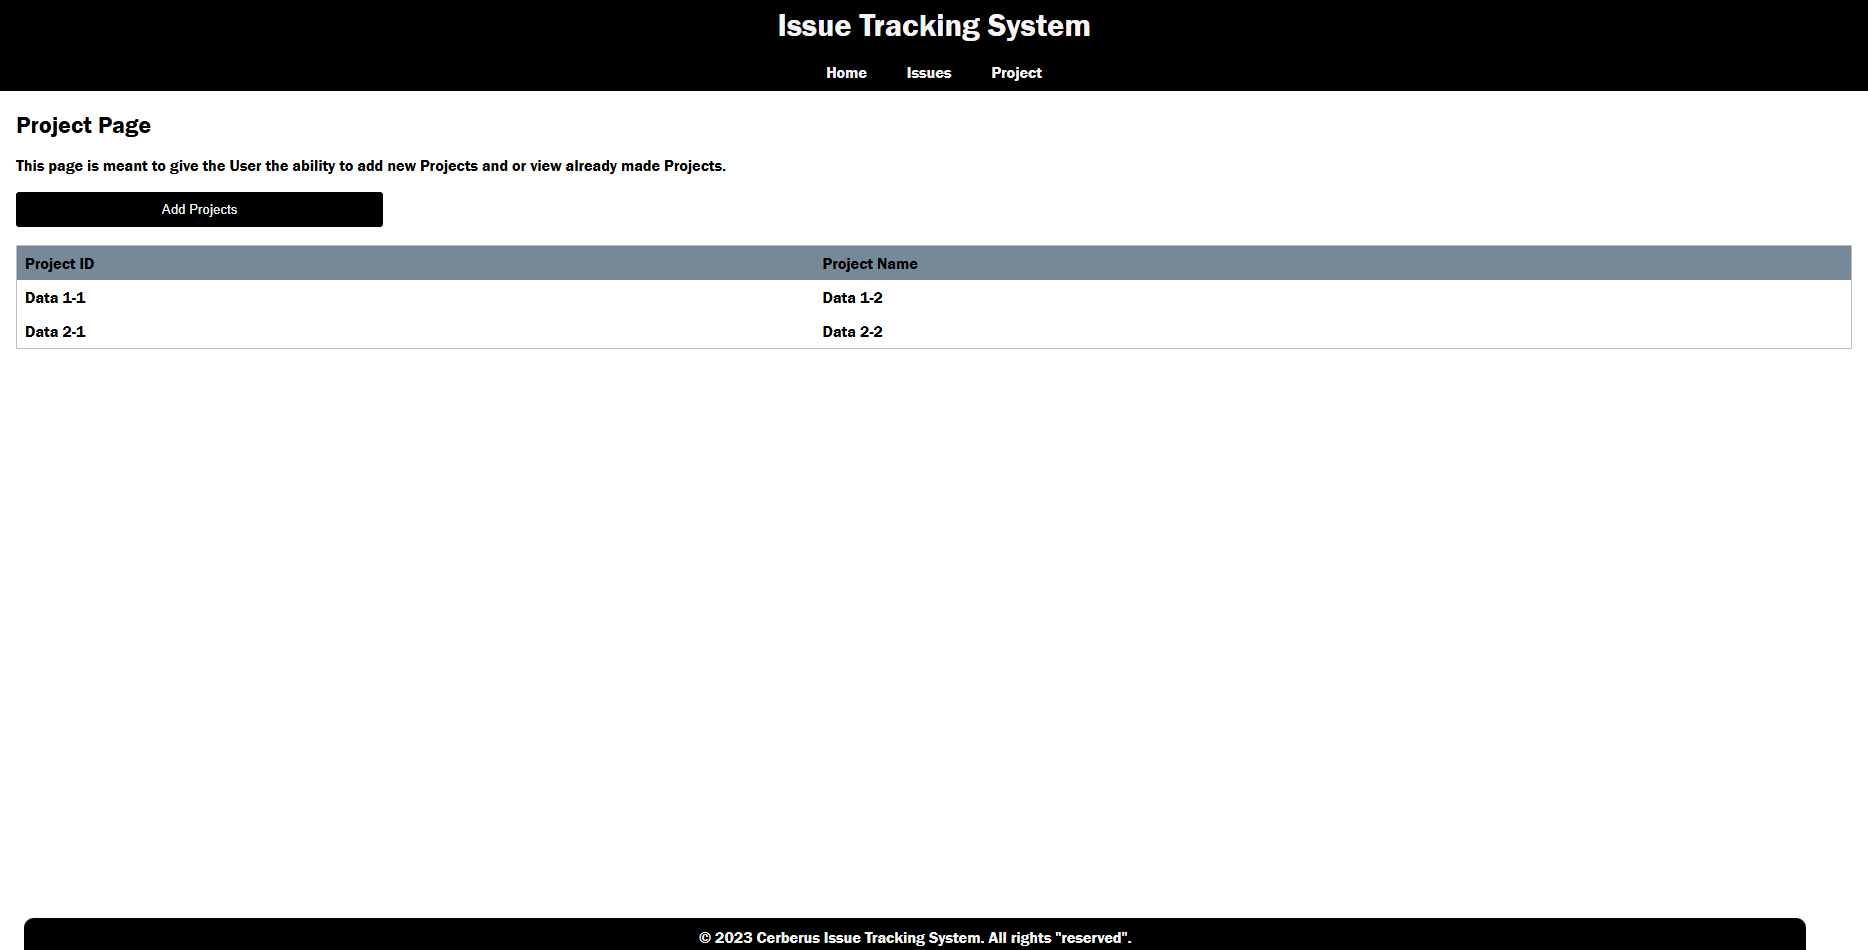 Issue Tracking System
Home Issues Project
Project Page
This page is meant to give the User the ability to add new Projects and or view already made Projects.
Add Projects
Project ID Project Name
Data 1-1 Data 1-2
Data 2-1 Data 2-2
© 2023 Cerberus Issue Tracking System. All rights "reserved".